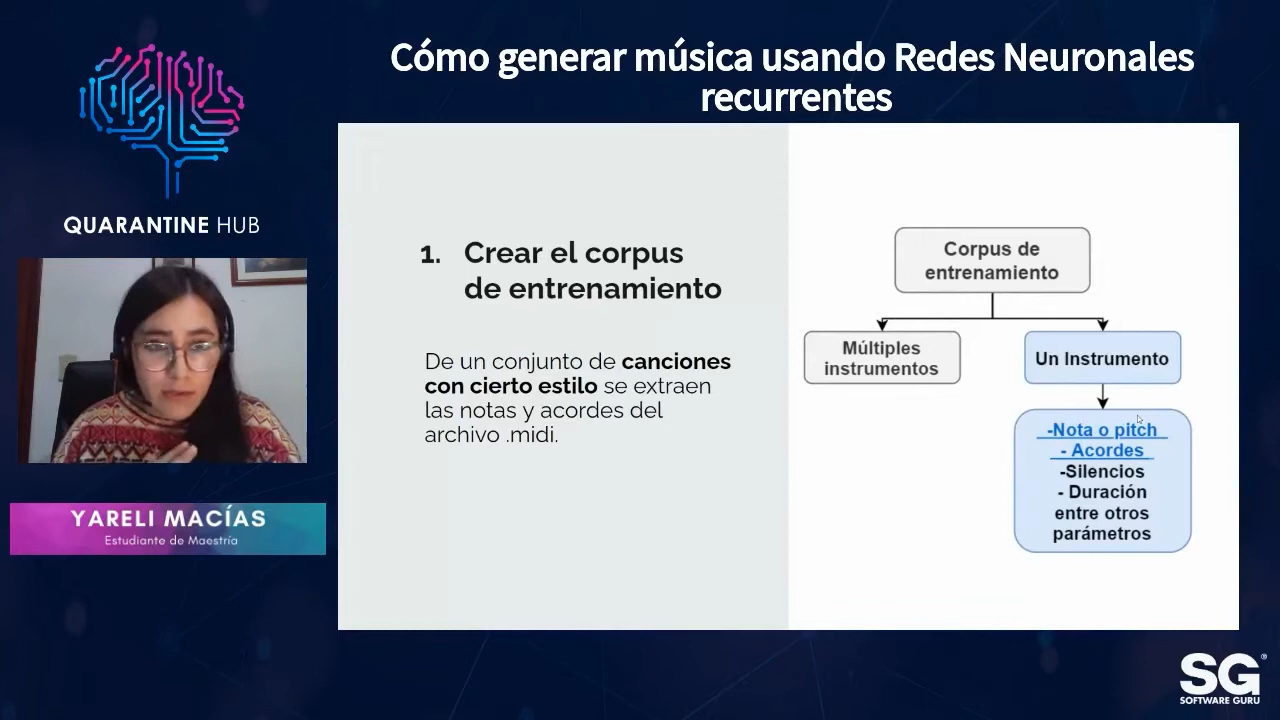 Cómo generar música usando Redes Neuronales
recurrentes
QUARANTINE HUB
YARELI MACÍAS
Estudiante de Maestría
1. Crear el corpus
de entrenamiento
De un conjunto de canciones
con cierto estilo se extraen
las notas y acordes del
archivo .midi.
Corpus de
entrenamiento
Múltiples
instrumentos
Un Instrumento
-Nota o pitch
- Acordes
-Silencios
- Duración
entre otros
parámetros
SG®
SOFTWARE GURU